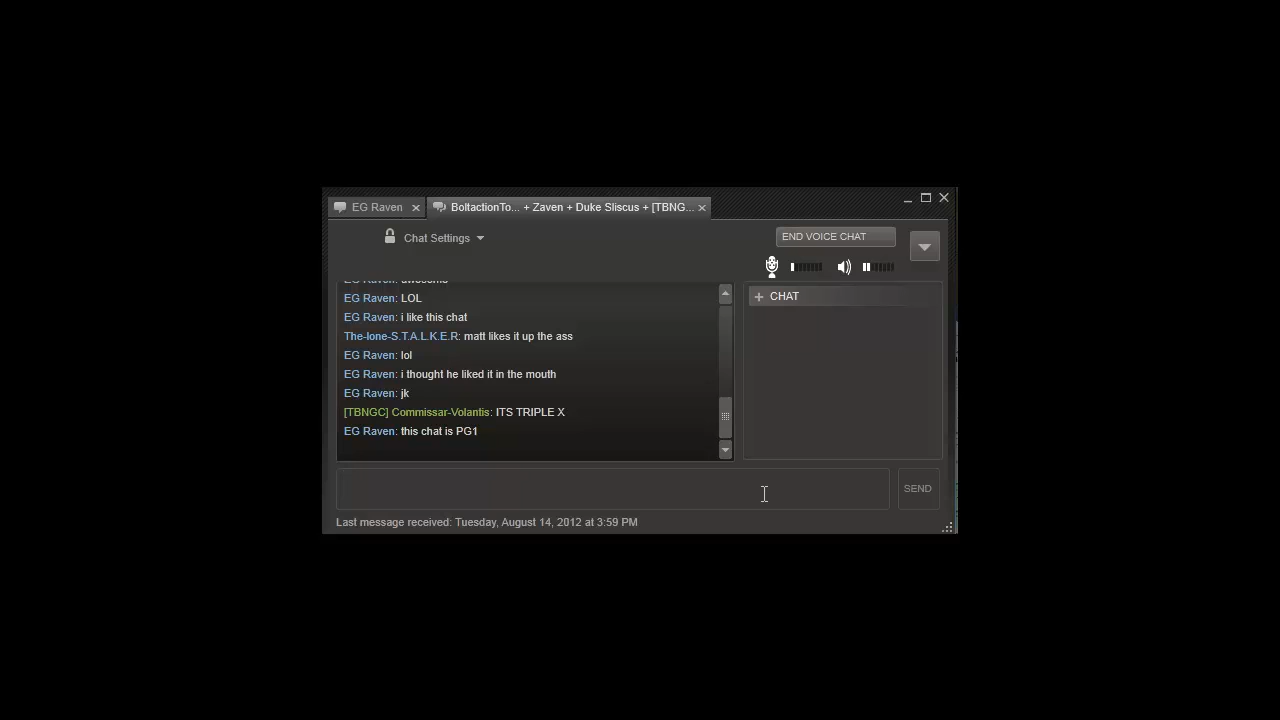 EG Raven
BoltactionTo... + Zaven + Duke Sliscus + [TBNG...
Chat Settings
END VOICE CHAT
EG Raven: awesome
EG Raven: LOL
EG Raven: i like this chat
The-lone-S.T.A.L.K.E.R: matt likes it up the ass
EG Raven: lol
EG Raven: i thought he liked it in the mouth
EG Raven: jk
[TBNGC] Commissar-Volantis: ITS TRIPLE X
EG Raven: this chat is PG1
CHAT
SEND
Last message received: Tuesday, August 14, 2012 at 3:59 PM